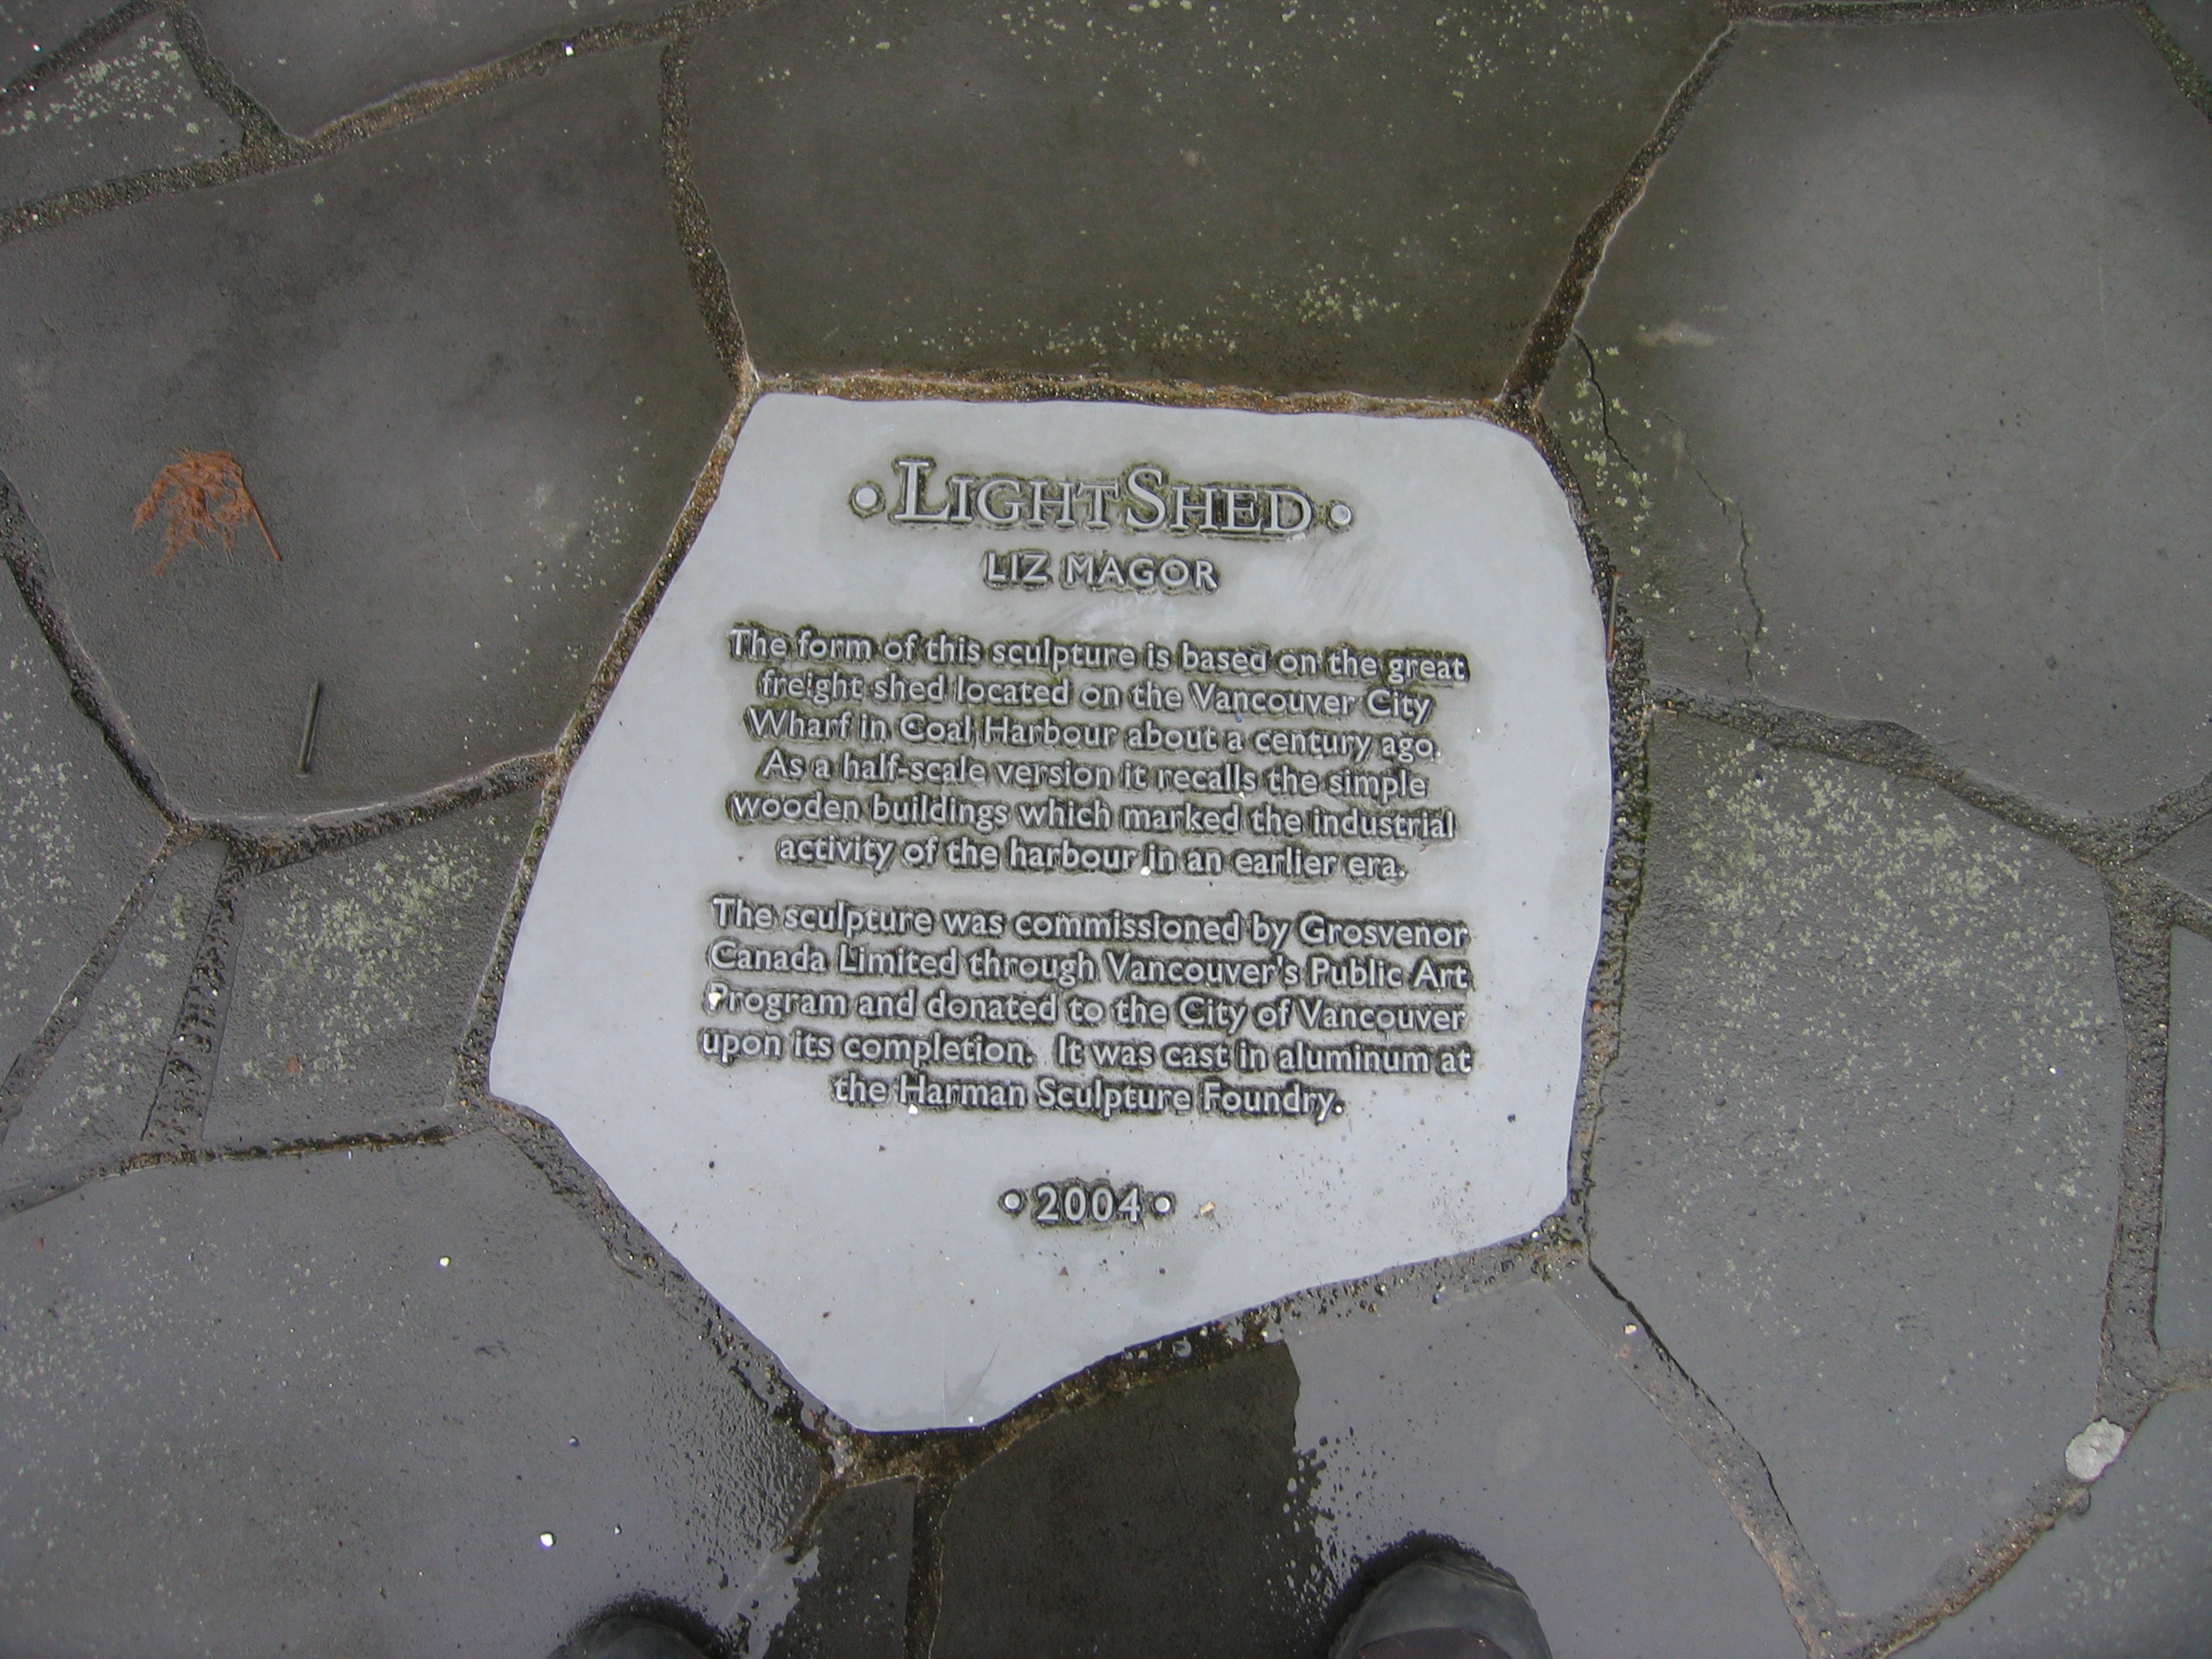 • LIGHTSHED •
LIZ MAGOR
The form of this sculpture is based on the great
freight shed located on the Vancouver City
Wharf in Coal Harbour about a century ago.
As a half-scale version it recalls the simple
wooden buildings which marked the industrial
activity of the harbour in an earlier era.
The sculpture was commissioned by Grosvenor
Canada Limited through Vancouver's Public Art
Program and donated to the City of Vancouver
upon its completion. It was cast in aluminum at
the Harman Sculpture Foundry.
• 2004 •